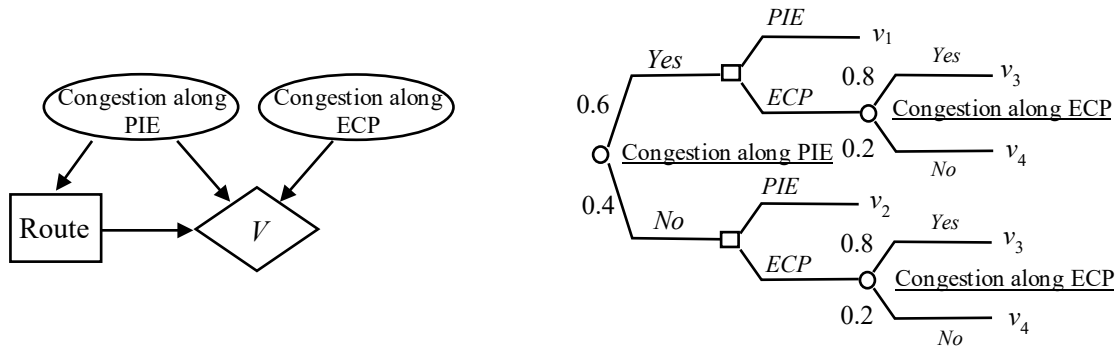 Congestion along
PIE
Congestion along
ECP
Route
V
PIE
v1
Yes
0.6
ECP
0.8
Yes
v3
Congestion along ECP
0.2
No
v4
Congestion along PIE
0.4
No
PIE
v2
ECP
0.8
Yes
v3
Congestion along ECP
0.2
No
v4